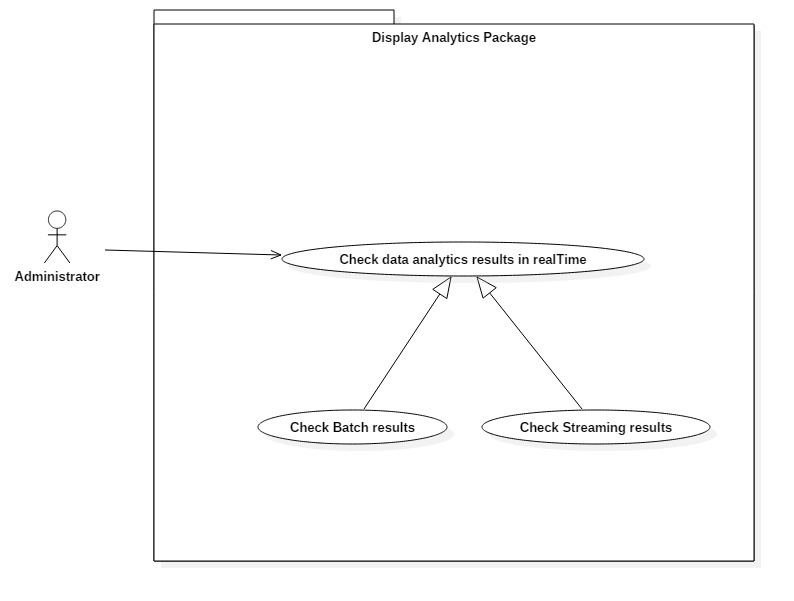 Display Analytics Package
Check data analytics results in realTime
Administrator
Check Batch results
Check Streaming results